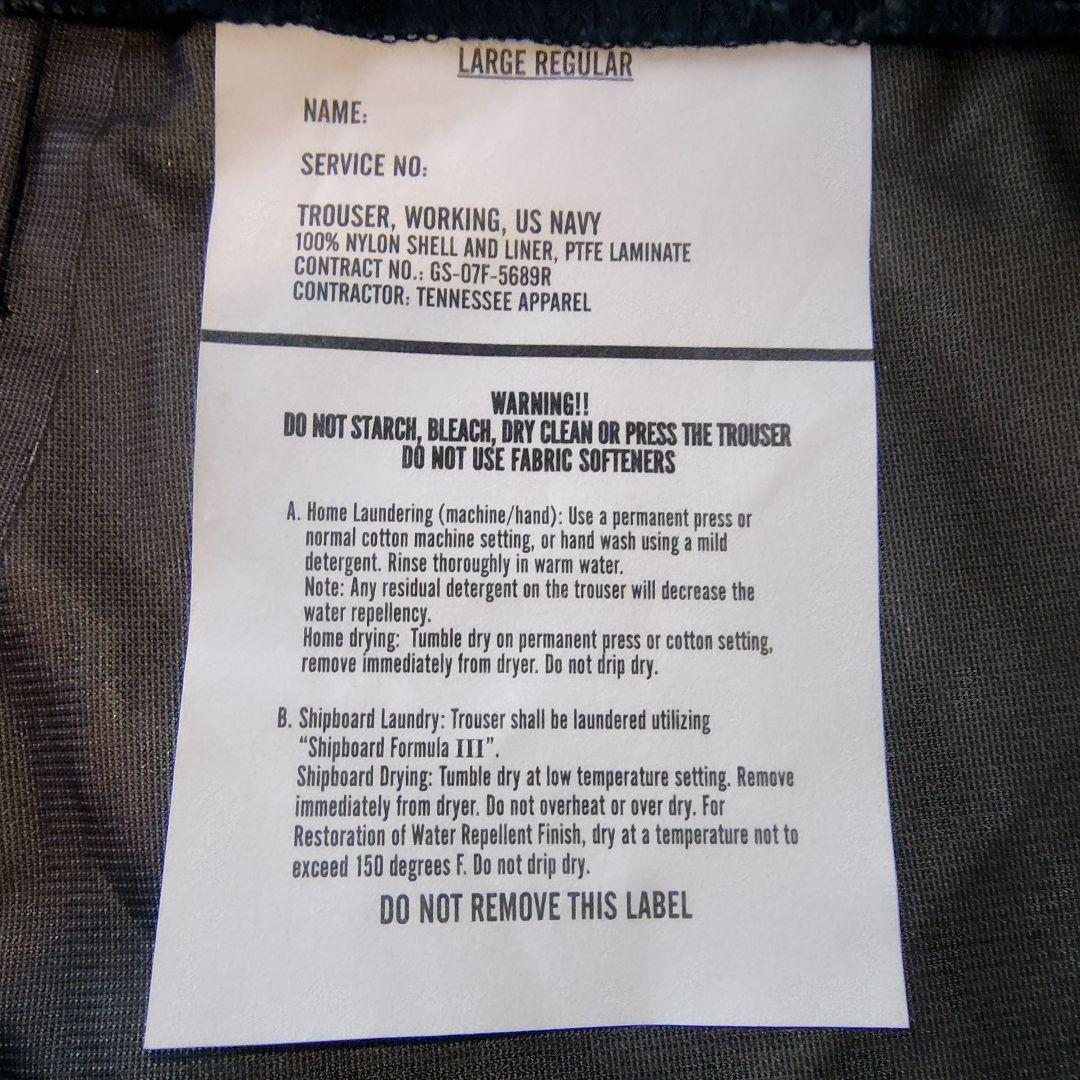 LARGE REGULAR
NAME:
SERVICE NO:
TROUSER, WORKING, US NAVY
100% NYLON SHELL AND LINER, PTFE LAMINATE
CONTRACT NO.: GS-07F-5689R
CONTRACTOR: TENNESSEE APPAREL
WARNING!!
DO NOT STARCH, BLEACH, DRY CLEAN OR PRESS THE TROUSER
DO NOT USE FABRIC SOFTENERS
A. Home Laundering (machine/hand): Use a permanent press or
normal cotton machine setting, or hand wash using a mild
detergent. Rinse thoroughly in warm water.
Note: Any residual detergent on the trouser will decrease the
water repellency.
Home drying: Tumble dry on permanent press or cotton setting,
remove immediately from dryer. Do not drip dry.
B. Shipboard Laundry: Trouser shall be laundered utilizing
“Shipboard Formula III”.
Shipboard Drying: Tumble dry at low temperature setting. Remove
immediately from dryer. Do not overheat or over dry. For
Restoration of Water Repellent Finish, dry at a temperature not to
exceed 150 degrees F. Do not drip dry.
DO NOT REMOVE THIS LABEL